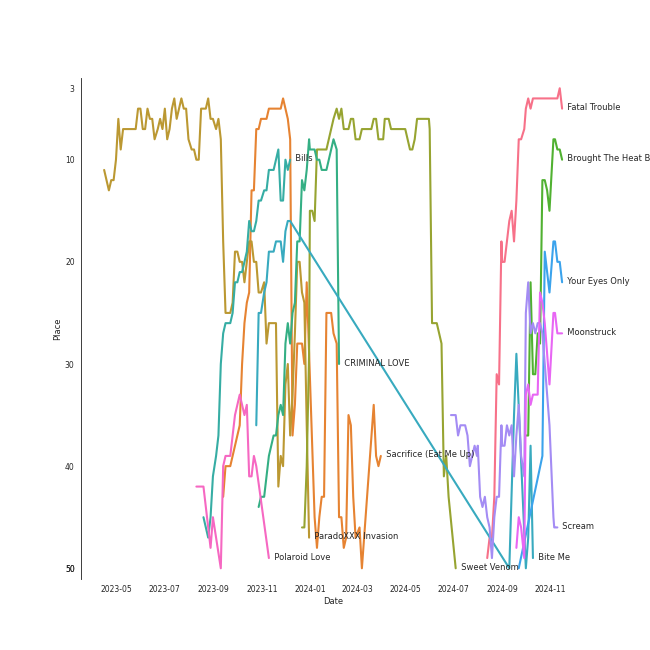 3
Fatal Trouble
10
Bills
Brought The Heat B
20
Your Eyes Only
Place
Moonstruck
30
CRIMINAL LOVE
40
Sacrifice (Eat Me Up)
Scream
ParadoXXX Invasion
Polaroid Love
Bite Me
50
Sweet Venom
2023-05 2023-07 2023-09 2023-11 2024-01 2024-03 2024-05 2024-07 2024-09 2024-11
Date